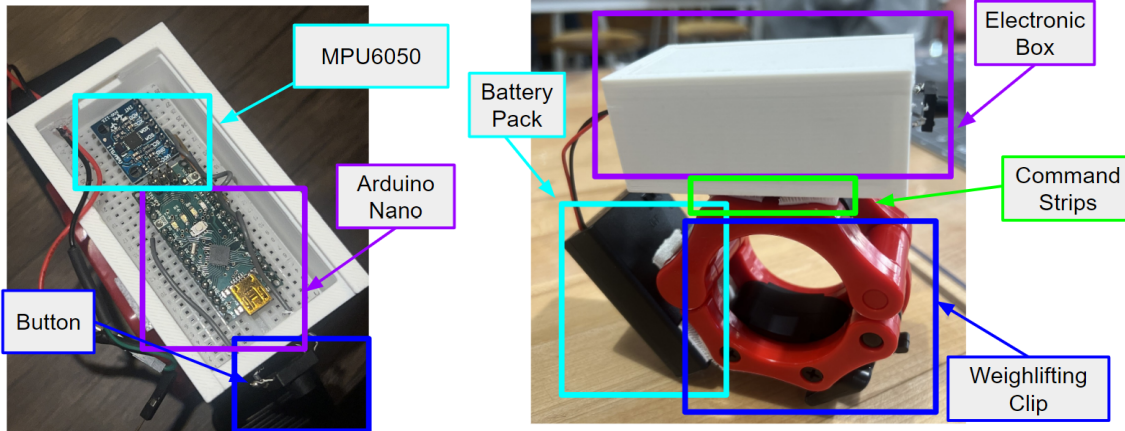 MPU6050
Arduino
Nano
Button
Electronic
Box
Battery
Pack
Command
Strips
Weighlifting
Clip